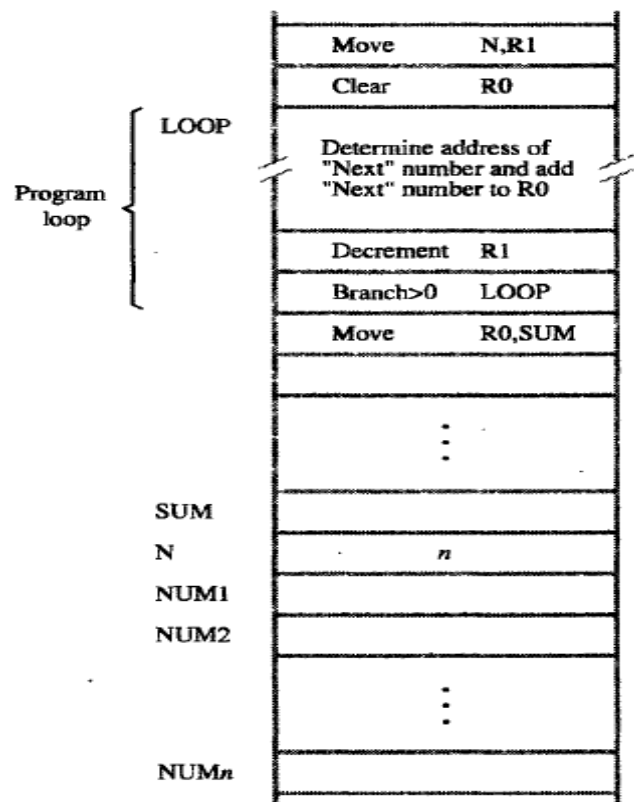 Move N,R1
Clear R0
LOOP
Determine address of
"Next" number and add
"Next" number to R0
Program
loop
Decrement R1
Branch>0 LOOP
Move R0,SUM
SUM
N n
NUM1
NUM2
NUMn